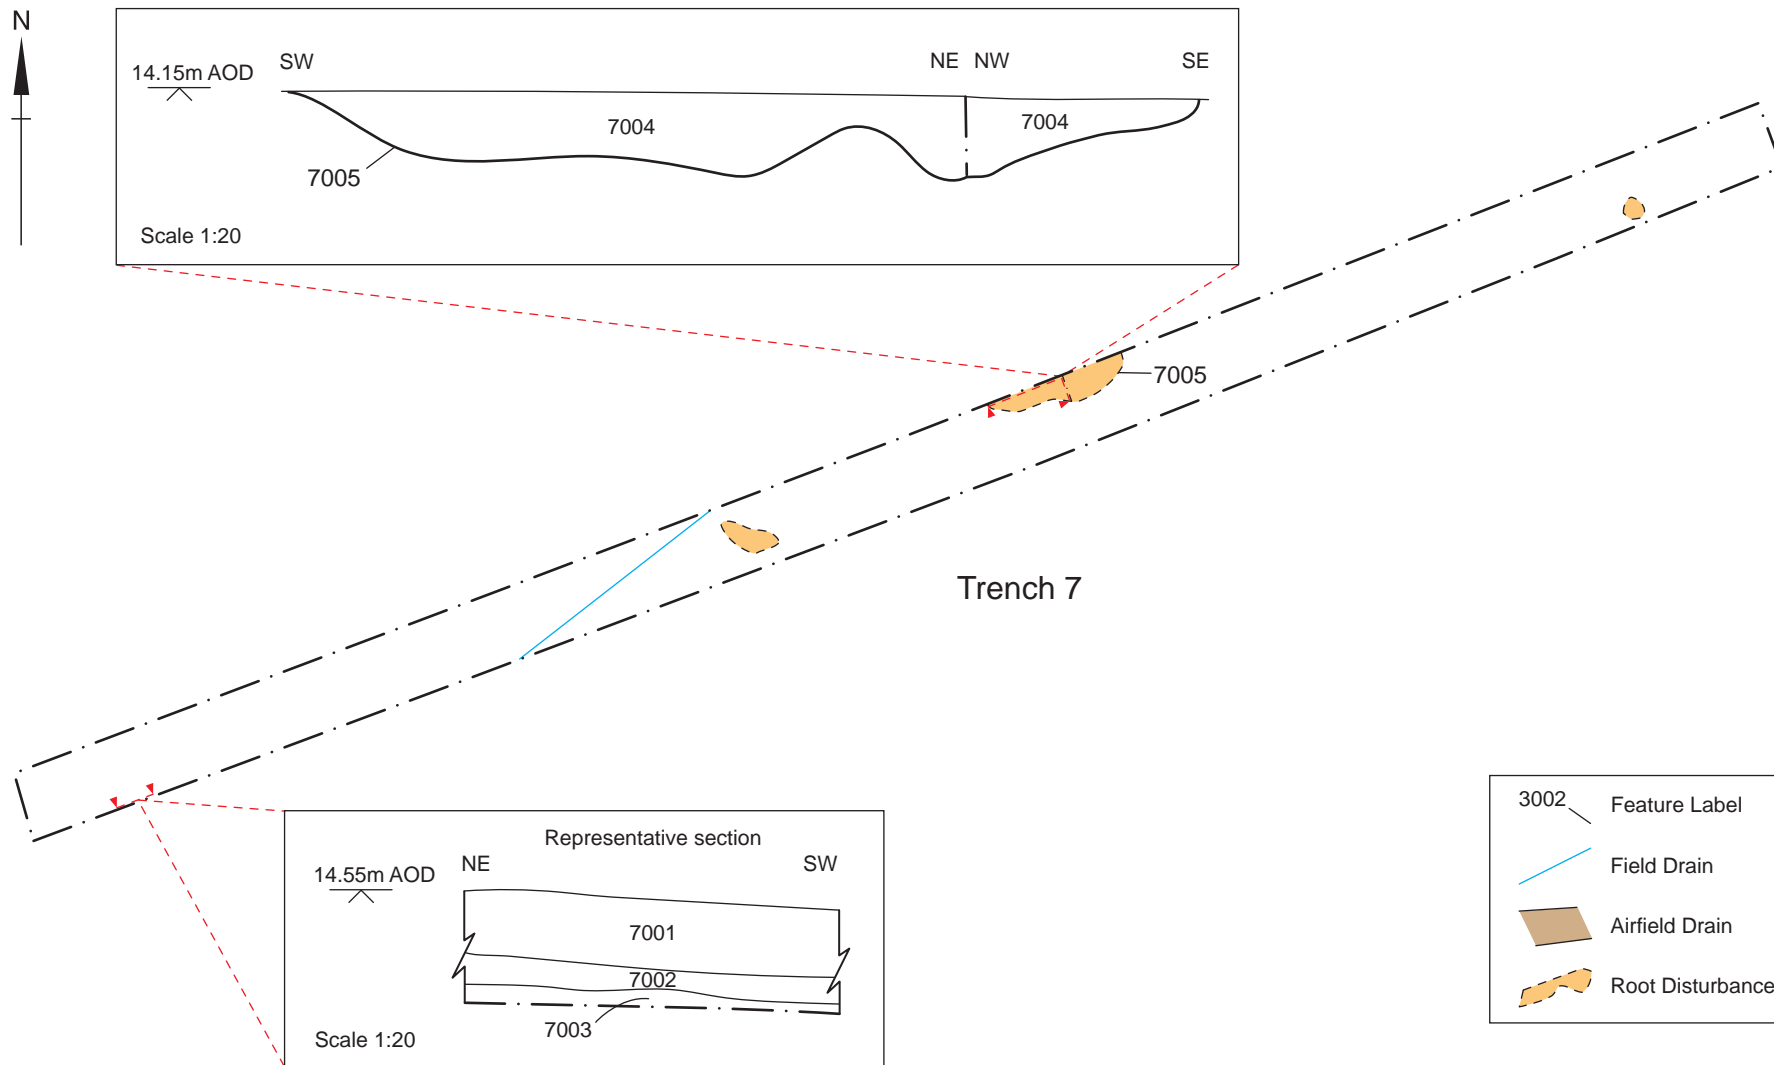 N
14.15m AOD
SW
NE NW
SE
7004
7004
7005
Scale 1:20
7005
Trench 7
Representative section
NE
SW
14.55m AOD
7001
7002
7003
Scale 1:20
3002
Feature Label
Field Drain
Airfield Drain
Root Disturbance